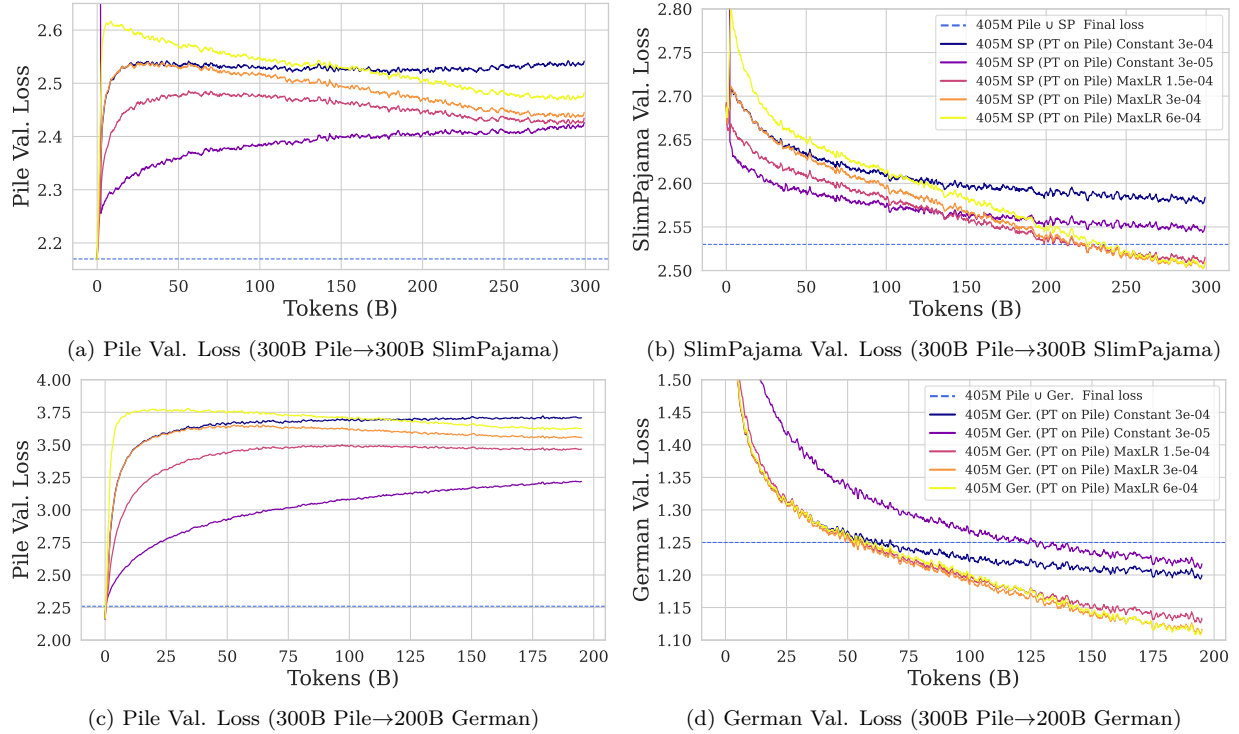 Pile Val. Loss
2.6
2.5
2.4
2.3
2.2
0
50
100
150
200
250
300
Tokens (B)
(a) Pile Val. Loss (300B Pile→300B SlimPajama)
SlimPajama Val. Loss
2.80
2.75
2.70
2.65
2.60
2.55
2.50
405M Pile ∪ SP Final loss
405M SP (PT on Pile) Constant 3e-04
405M SP (PT on Pile) Constant 3e-05
405M SP (PT on Pile) MaxLR 1.5e-04
405M SP (PT on Pile) MaxLR 3e-04
405M SP (PT on Pile) MaxLR 6e-04
0
50
100
150
200
250
300
Tokens (B)
(b) SlimPajama Val. Loss (300B Pile→300B SlimPajama)
Pile Val. Loss
4.00
3.75
3.50
3.25
3.00
2.75
2.50
2.25
2.00
0
25
50
75
100
125
150
175
200
Tokens (B)
(c) Pile Val. Loss (300B Pile→200B German)
German Val. Loss
1.50
1.45
1.40
1.35
1.30
1.25
1.20
1.15
1.10
405M Pile ∪ Ger. Final loss
405M Ger. (PT on Pile) Constant 3e-04
405M Ger. (PT on Pile) Constant 3e-05
405M Ger. (PT on Pile) MaxLR 1.5e-04
405M Ger. (PT on Pile) MaxLR 3e-04
405M Ger. (PT on Pile) MaxLR 6e-04
0
25
50
75
100
125
150
175
200
Tokens (B)
(d) German Val. Loss (300B Pile→200B German)